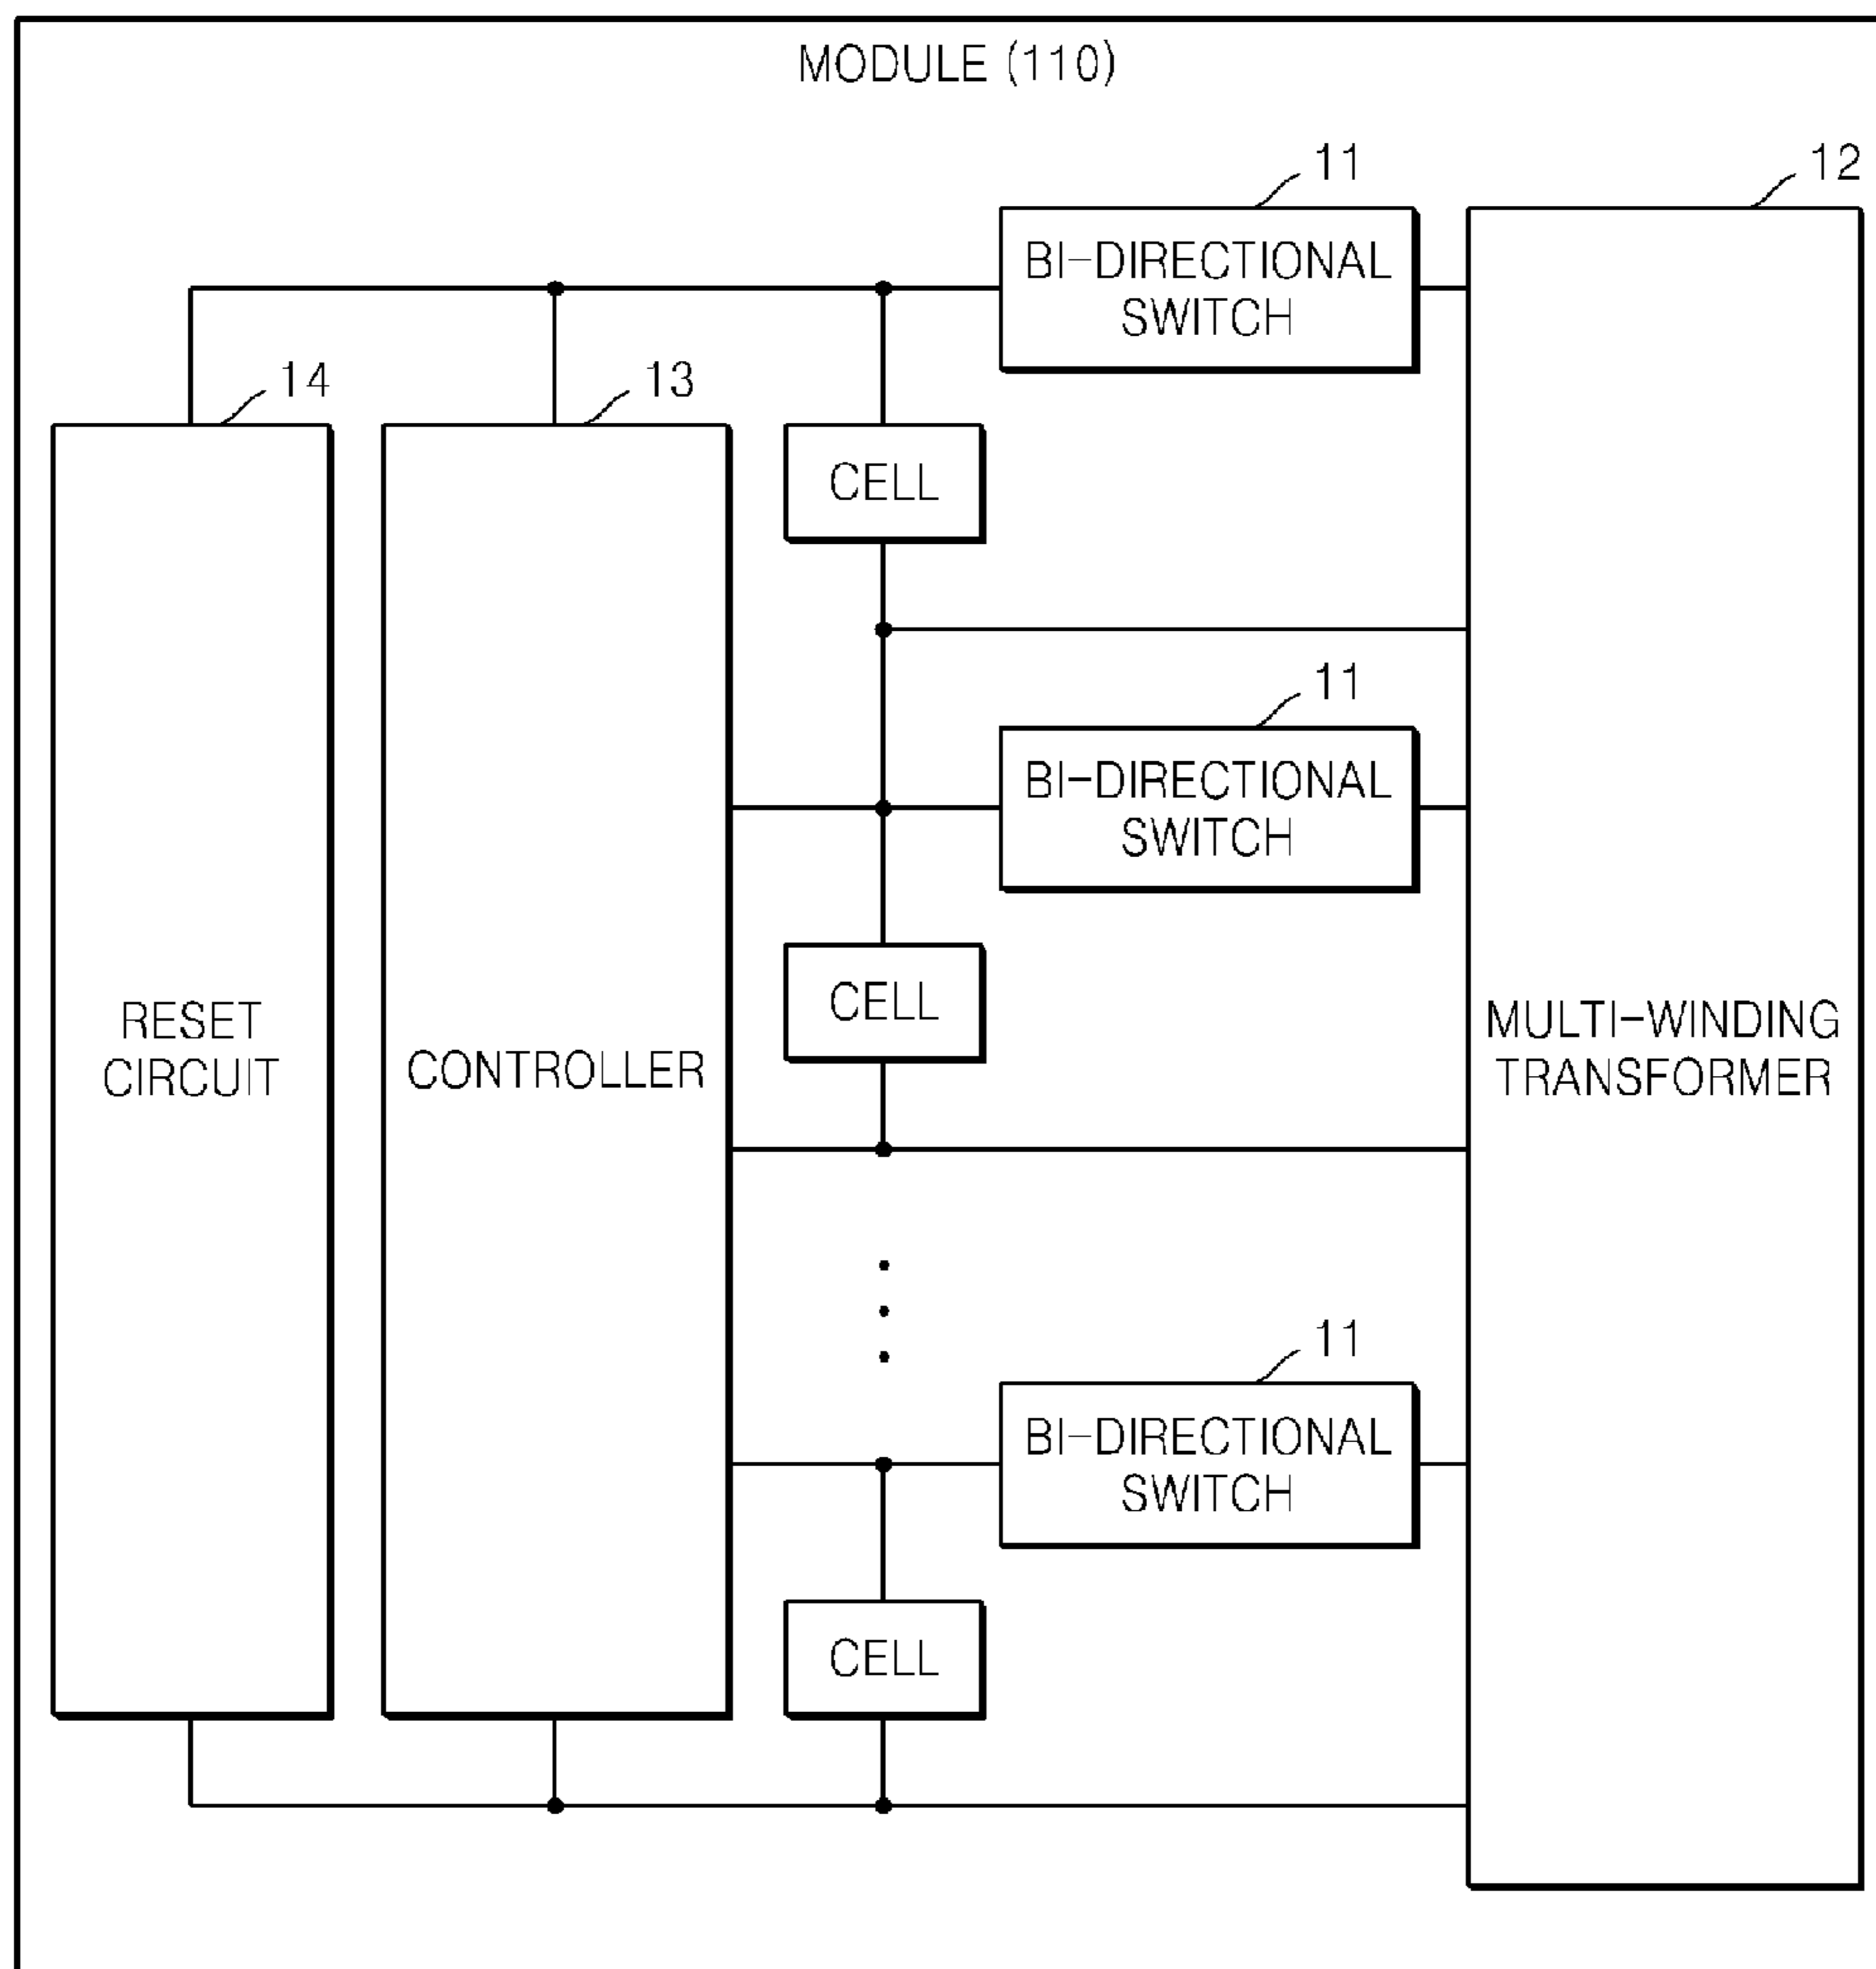 MODULE (110)
11
12
BI-DIRECTIONAL
SWITCH
14
13
CELL
11
BI-DIRECTIONAL
SWITCH
CELL
RESET
CIRCUIT
CONTROLLER
MULTI-WINDING
TRANSFORMER
11
BI-DIRECTIONAL
SWITCH
CELL